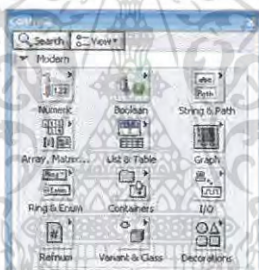 Controls
Search View
Modern
Numeric Boolean String & Path
Array, Matrix... List & Table Graph
Ring & Enum Containers I/O
Refnum Variant & Class Decorations